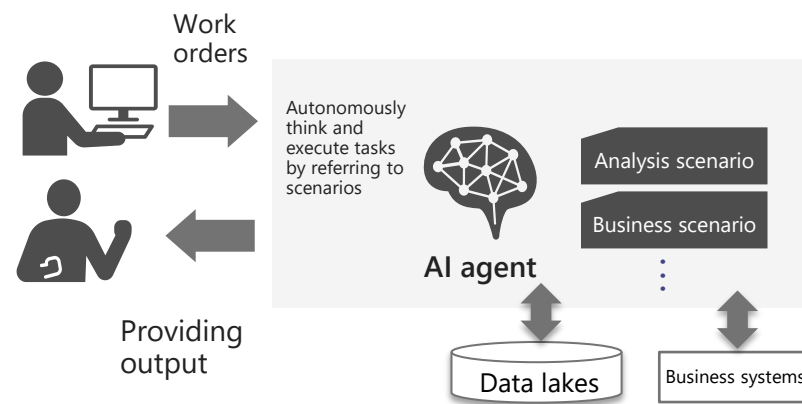 Work
orders
Autonomously
think and
execute tasks
by referring to
scenarios
Analysis scenario
Business scenario
AI agent
Providing
output
Data lakes
Business systems